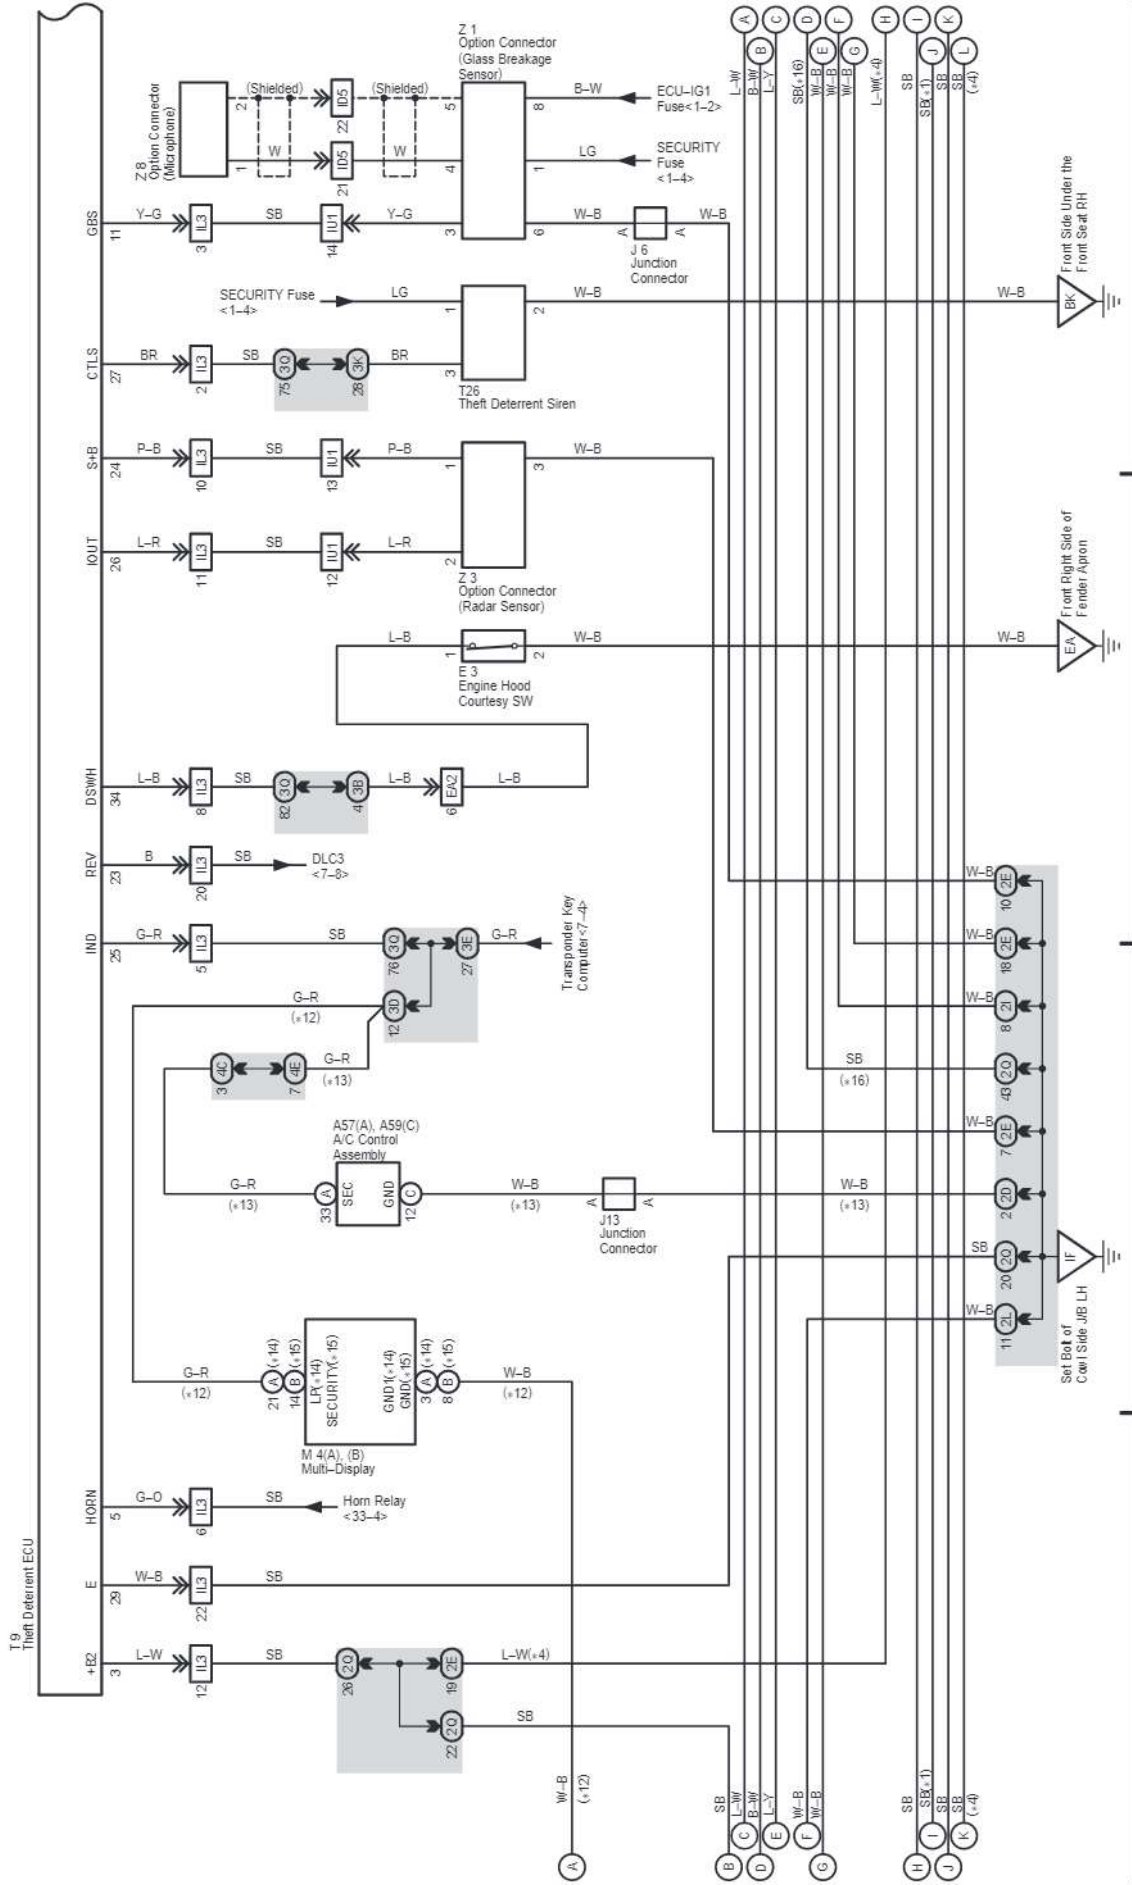 T 9
Theft Deterrent ECU
+B2
3
L–W
IL3
12
SB
26
2Q
19
2E
L–W(*4)
22
2Q
SB
E
29
W–B
IL3
22
SB
HORN
5
G–O
IL3
6
SB
Horn Relay
<33–4>
M 4(A), (B)
Multi–Display
21
A
(*14)
14
B
(*15)
LP(*14)
SECURITY(*15)
GND1(*14)
GND(*15)
3
A
(*14)
8
B
(*15)
G–R
(*12)
W–B
(*12)
W–B
(*12)
A
A57(A), A59(C)
A/C Control
Assembly
33
A
SEC
GND
12
C
G–R
(*13)
W–B
(*13)
A
A
J13
Junction
Connector
W–B
(*13)
3
4C
7
4E
G–R
(*13)
G–R
(*12)
12
3D
IND
25
G–R
IL3
5
SB
76
3Q
27
3E
G–R
Transponder Key
Computer<7–4>
REV
23
B
IL3
20
SB
DLC3
<7–8>
DSWH
34
L–B
IL3
8
SB
82
3Q
4
3B
L–B
6
EA2
L–B
L–B
1
2
E 3
Engine Hood
Courtesy SW
W–B
W–B
EA
Front Right Side of
Fender Apron
IOUT
26
L–R
IL3
11
SB
IU1
12
L–R
2
S+B
24
P–B
IL3
10
SB
IU1
13
P–B
1
3
W–B
Z 3
Option Connector
(Radar Sensor)
CTLS
27
BR
IL3
2
SB
75
3Q
28
3K
BR
3
SECURITY Fuse
<1–4>
LG
1
2
W–B
T26
Theft Deterrent Siren
W–B
BK
Front Side Under the
Front Seat RH
GBS
11
Y–G
IL3
3
SB
IU1
14
Y–G
3
Z 8
Option Connector
(Microphone)
1
2
W
(Shielded)
ID5
21
ID5
22
W
(Shielded)
4
5
Z 1
Option Connector
(Glass Breakage
Sensor)
8
B–W
ECU–IG1
Fuse<1–2>
1
LG
SECURITY
Fuse
<1–4>
6
W–B
A
A
W–B
J 6
Junction
Connector
L–W
A
B–W
B
L–Y
C
SB(*16)
D
W–B
E
W–B
F
W–B
G
L–W(*4)
H
SB
I
SB(*1)
J
SB
K
SB
(*4)
L
W–B
10
2E
W–B
18
2E
W–B
8
2I
SB
(*16)
43
2Q
W–B
7
2E
2
2D
SB
20
2Q
W–B
11
2L
IF
Set Bolt of
Cowl Side J/B LH
SB
B
L–W
C
B–W
D
L–Y
E
W–B
F
W–B
G
SB
H
SB(*1)
I
SB
J
SB
(*4)
K